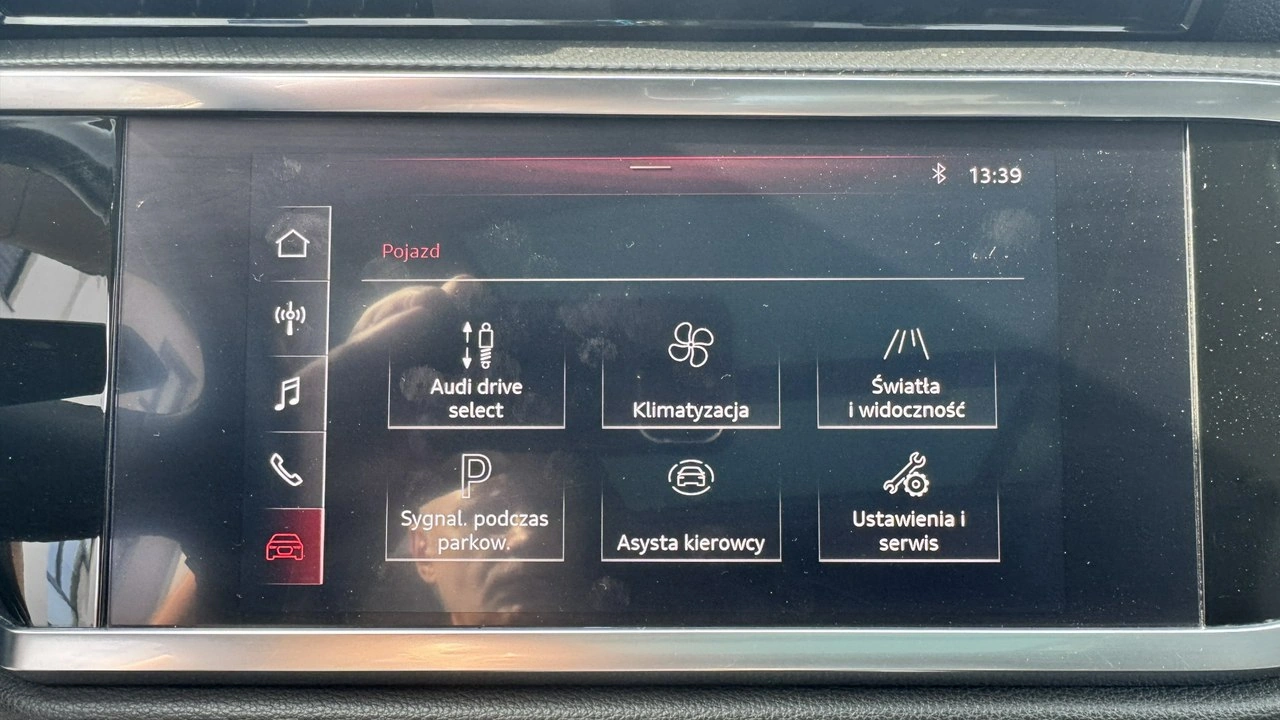 13:39
Pojazd
Audi drive
select
Klimatyzacja
Światła
i widoczność
P
Sygnal. podczas
parkow.
Asysta kierowcy
Ustawienia i
serwis